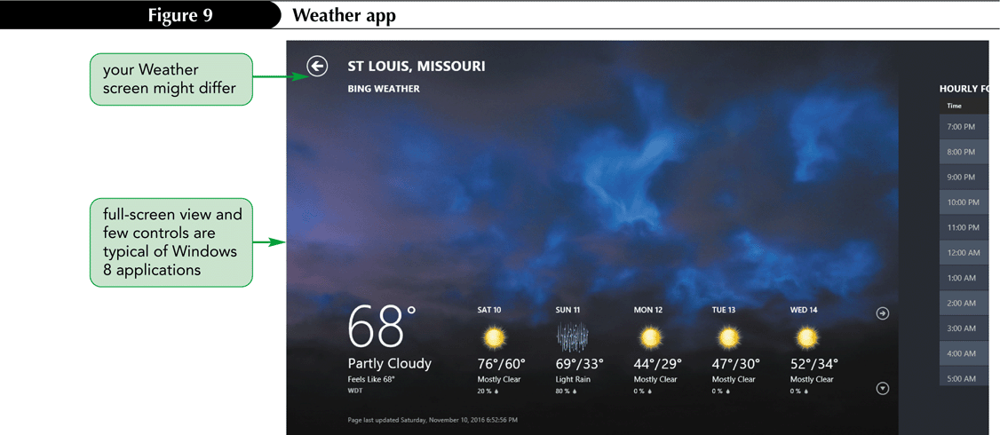 Figure 9
Weather app
your Weather
screen might differ
full-screen view and
few controls are
typical of Windows
8 applications
ST LOUIS, MISSOURI
BING WEATHER
68°
Partly Cloudy
Feels Like 68°
WDT
SAT 10
76°/60°
Mostly Clear
20 %
SUN 11
69°/33°
Light Rain
80 %
MON 12
44°/29°
Mostly Clear
0 %
TUE 13
47°/30°
Mostly Clear
0 %
WED 14
52°/34°
Mostly Clear
0 %
Page last updated Saturday, November 10, 2016 6:52:56 PM
HOURLY FO
Time
7:00 PM
8:00 PM
9:00 PM
10:00 PM
11:00 PM
12:00 AM
1:00 AM
2:00 AM
3:00 AM
4:00 AM
5:00 AM